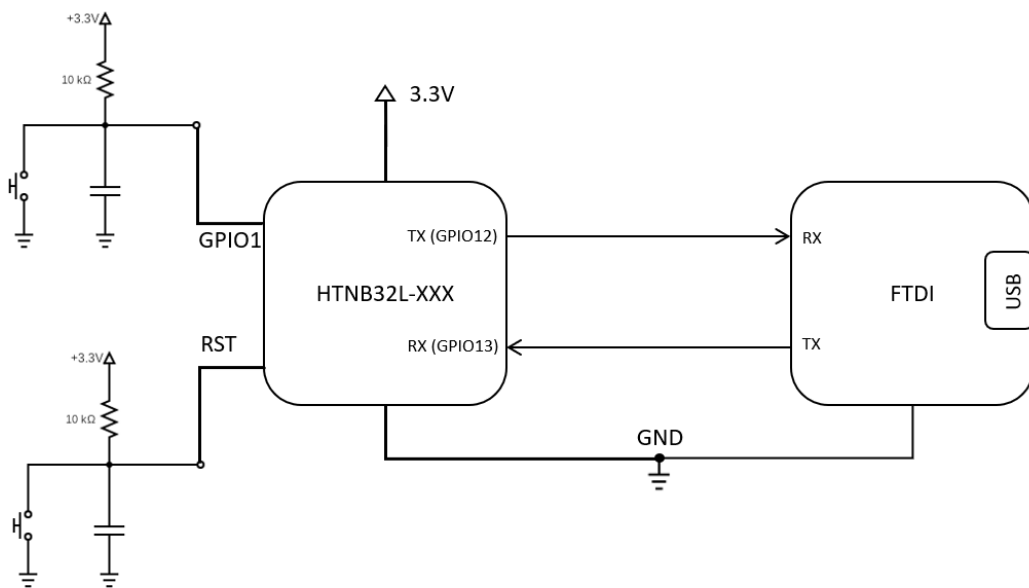 +3.3V
10 kΩ
3.3V
GPIO1
TX (GPIO12)
RX
HTNB32L-XXX
FTDI
USB
RST
RX (GPIO13)
TX
+3.3V
10 kΩ
GND